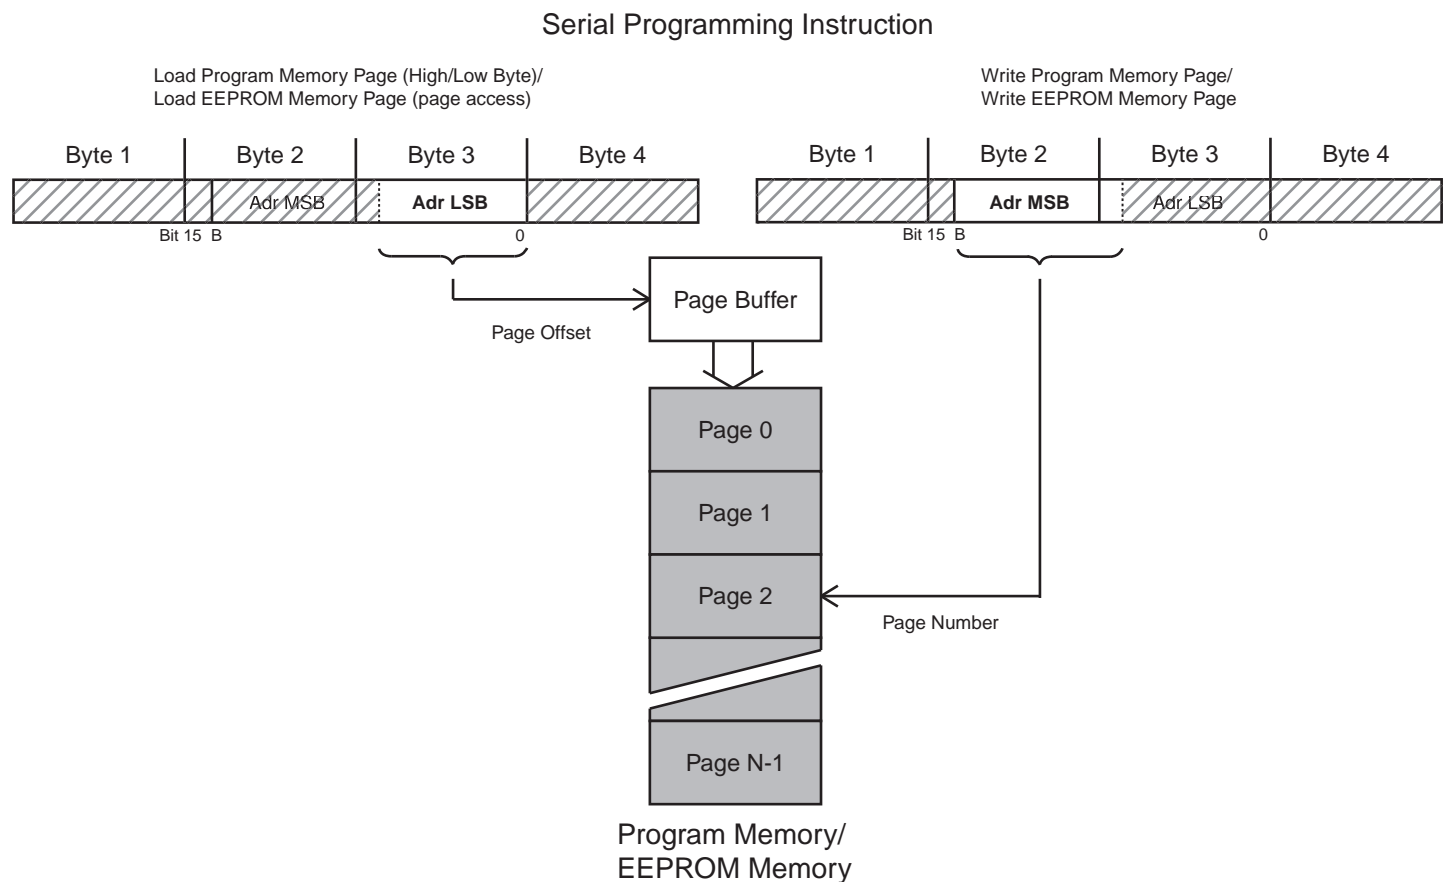 Serial Programming Instruction
Load Program Memory Page (High/Low Byte)/
Load EEPROM Memory Page (page access)
Write Program Memory Page/
Write EEPROM Memory Page
Byte 1 Byte 2 Byte 3 Byte 4
Adr MSB Adr LSB
Bit 15 B 0
Byte 1 Byte 2 Byte 3 Byte 4
Adr MSB Adr LSB
Bit 15 B 0
Page Buffer
Page Offset
Page 0
Page 1
Page 2
Page Number
Page N-1
Program Memory/
EEPROM Memory